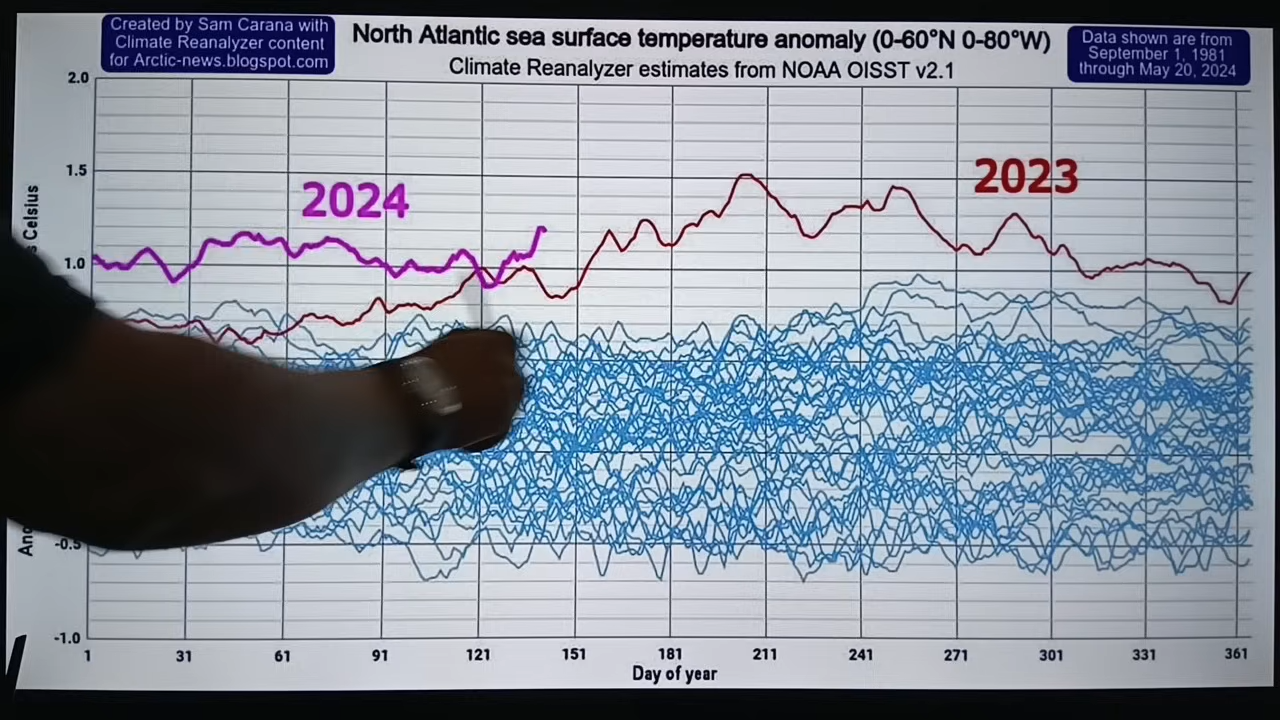 Created by Sam Carana with
Climate Reanalyzer content
for Arctic-news.blogspot.com
North Atlantic sea surface temperature anomaly (0-60°N 0-80°W)
Climate Reanalyzer estimates from NOAA OISST v2.1
Data shown are from
September 1, 1981
through May 20, 2024
2.0
1.5
1.0
-0.5
-1.0
Celsius
2024
2023
1 31 61 91 121 151 181 211 241 271 301 331 361
Day of year